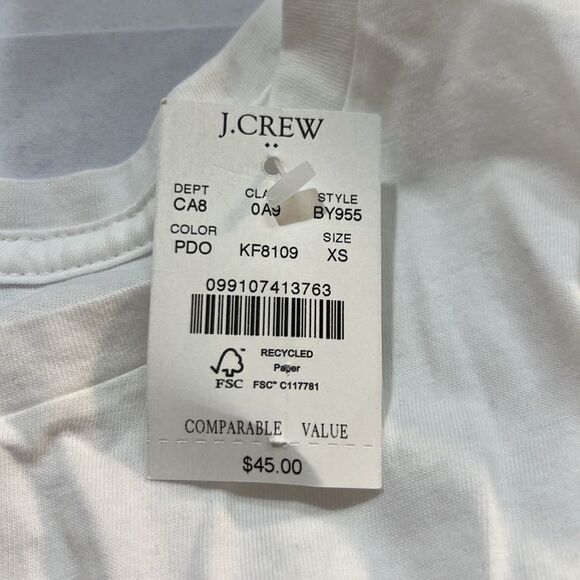 J.CREW
DEPT CLA STYLE
CA8 0A9 BY955
COLOR SIZE
PDO KF8109 XS
099107413763
RECYCLED
Paper
FSC FSC™ C117781
COMPARABLE VALUE
$45.00